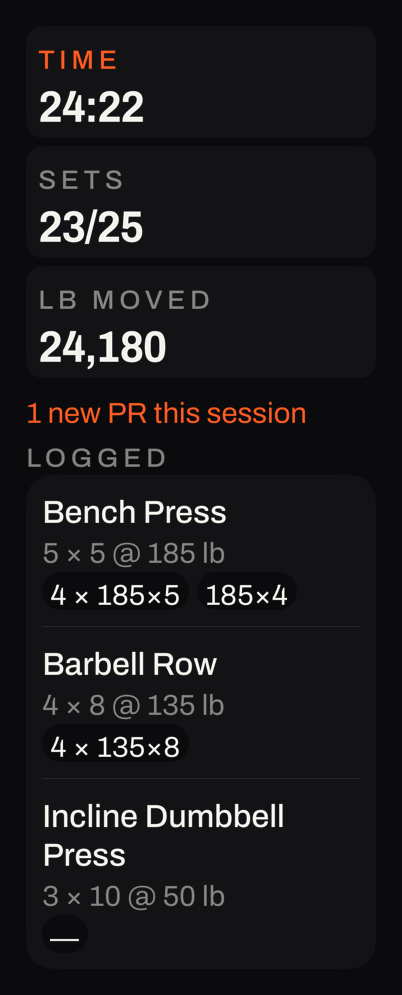 TIME
24:22
SETS
23/25
LB MOVED
24,180
1 new PR this session
LOGGED
Bench Press
5 × 5 @ 185 lb
4 × 185×5 185×4
Barbell Row
4 × 8 @ 135 lb
4 × 135×8
Incline Dumbbell
Press
3 × 10 @ 50 lb
—